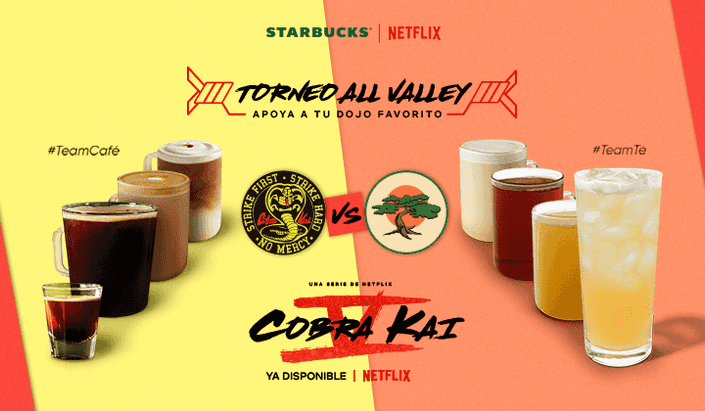 STARBUCKS® | NETFLIX
TORNEO ALL VALLEY
APOYA A TU DOJO FAVORITO
#TeamCafé
#TeamTé
STRIKE FIRST • STRIKE HARD • NO MERCY •
VS
UNA SERIE DE NETFLIX
V
COBRA KAI
YA DISPONIBLE | NETFLIX